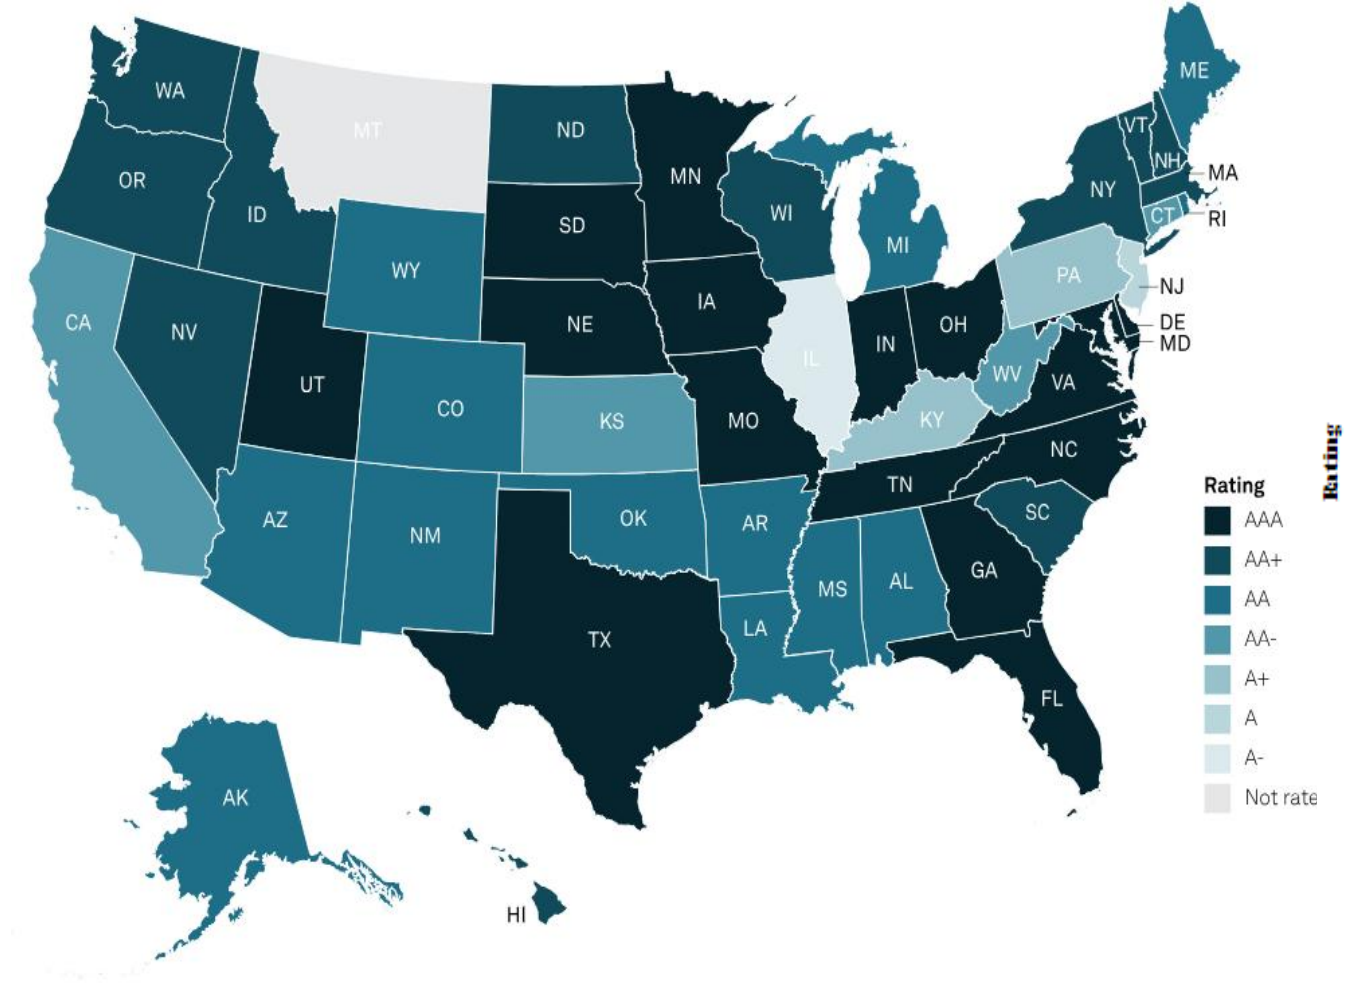 ME
WA
MT
ND
VT
MN
NH
MA
OR
NY
ID
WI
SD
CT
RI
MI
WY
PA
NJ
IA
CA
NE
DE
NV
OH
MD
IN
IL
UT
WV
VA
CO
KS
MO
KY
NC
TN
AZ
OK
AR
SC
NM
GA
MS
AL
LA
TX
FL
AK
HI
Rating
AAA
AA+
AA
AA-
A+
A
A-
Not rate
Rating